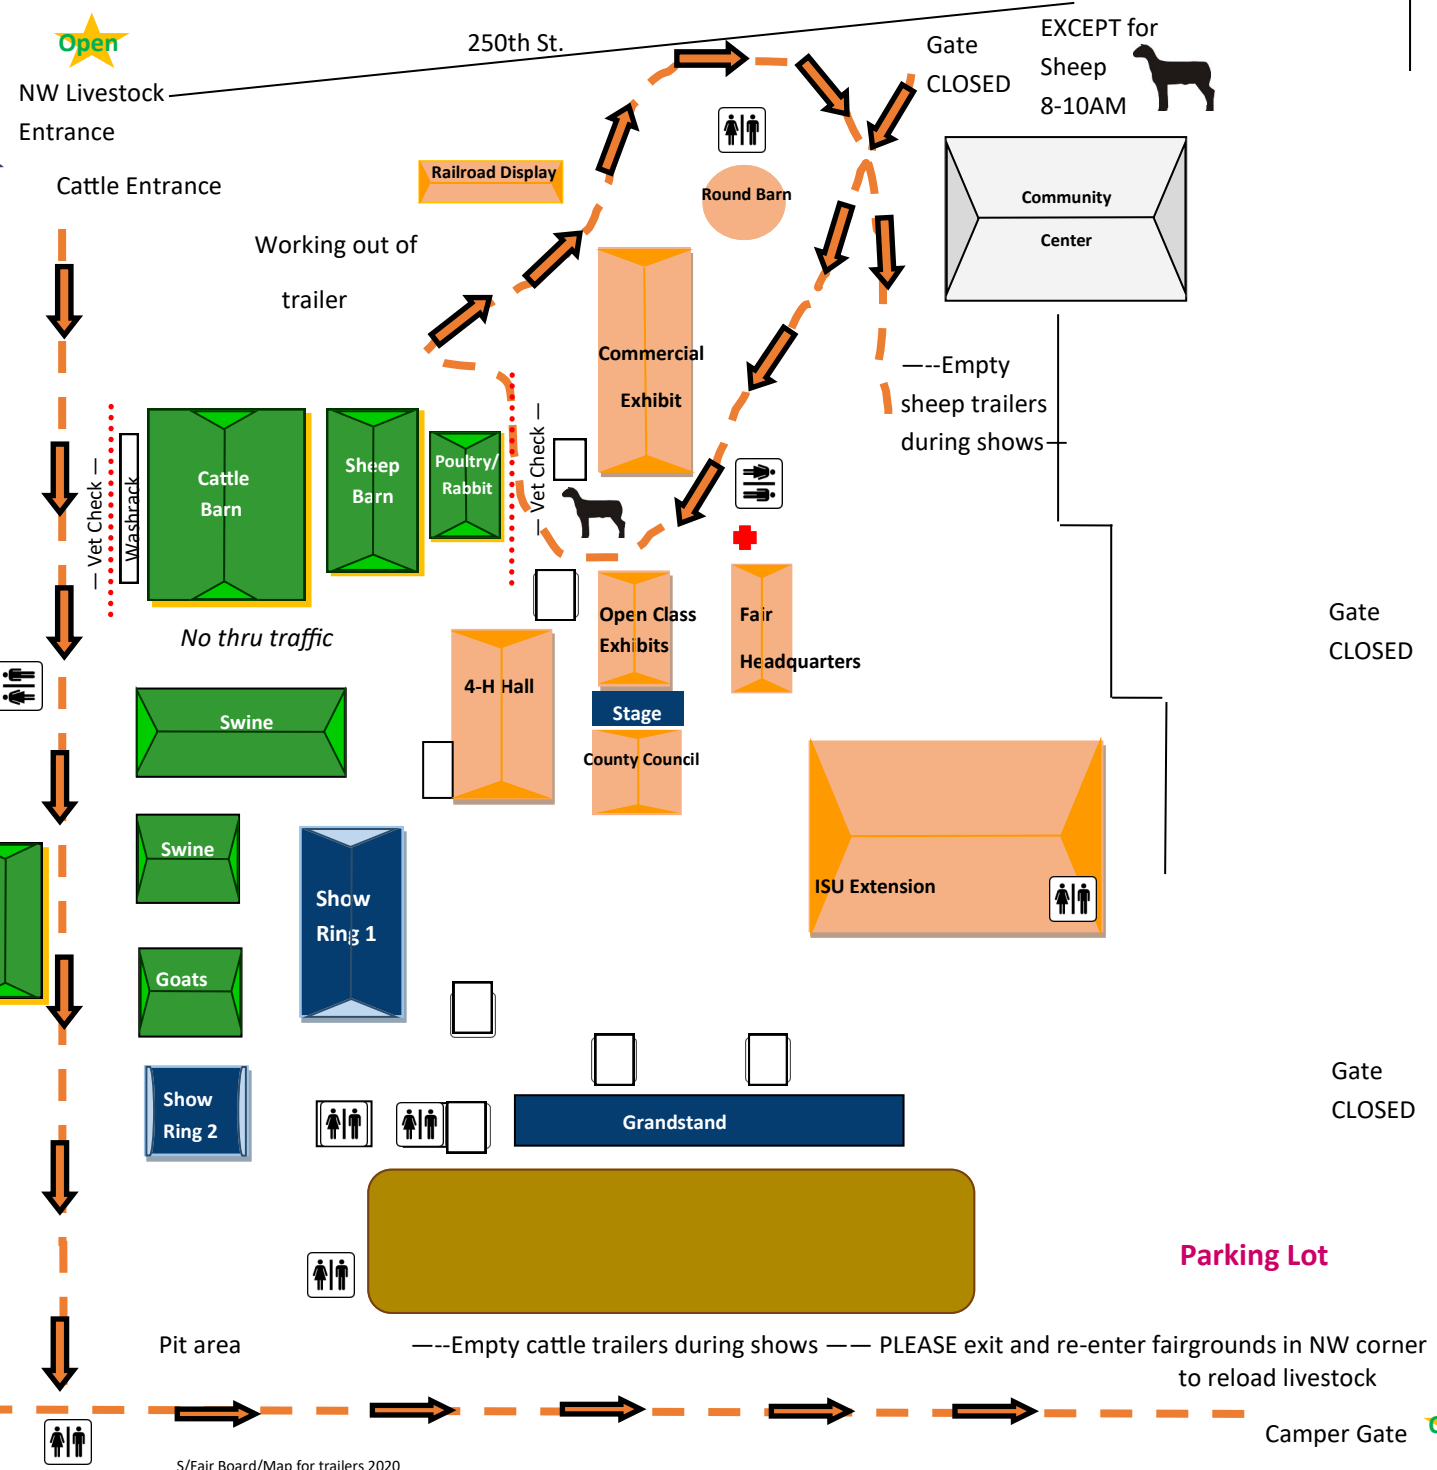 Open
NW Livestock
Entrance
Cattle Entrance
250th St.
Gate
CLOSED
EXCEPT for
Sheep
8-10AM
Railroad Display
Round Barn
Community
Center
Working out of
trailer
Commercial
Exhibit
—--Empty
sheep trailers
during shows—
— Vet Check —
Washrack
Cattle
Barn
Sheep
Barn
Poultry/
Rabbit
— Vet Check —
No thru traffic
Open Class
Exhibits
Fair
Headquarters
Gate
CLOSED
4-H Hall
Stage
County Council
Swine
Swine
Show
Ring 1
ISU Extension
Goats
Show
Ring 2
Grandstand
Gate
CLOSED
Parking Lot
Pit area
—--Empty cattle trailers during shows —— PLEASE exit and re-enter fairgrounds in NW corner
to reload livestock
Camper Gate
S/Fair Board/Map for trailers 2020